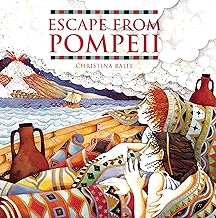 ESCAPE FROM
POMPEII
CHRISTINA BALIT